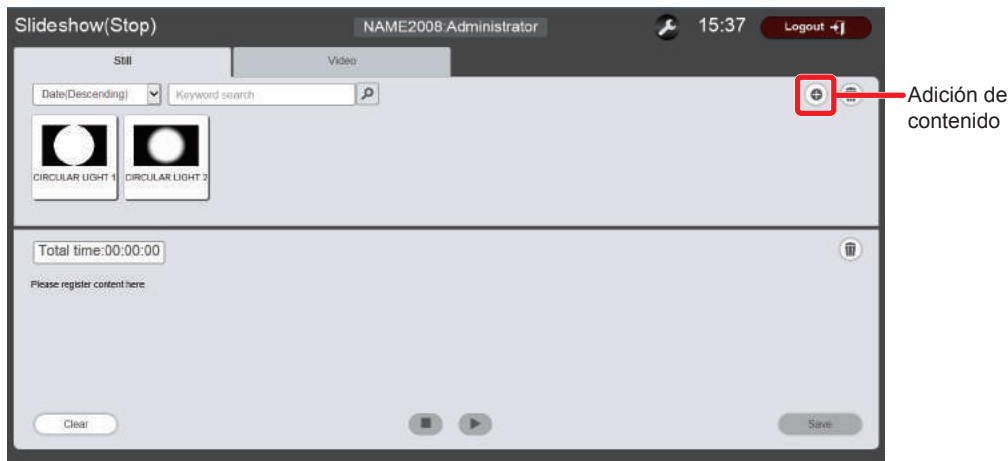 Slideshow(Stop)
NAME2008:Administrator
15:37
Logout
Still
Video
Date(Descending)
Keyword search
Adición de
contenido
CIRCULAR LIGHT 1
CIRCULAR LIGHT 2
Total time:00:00:00
Please register content here
Clear
Save